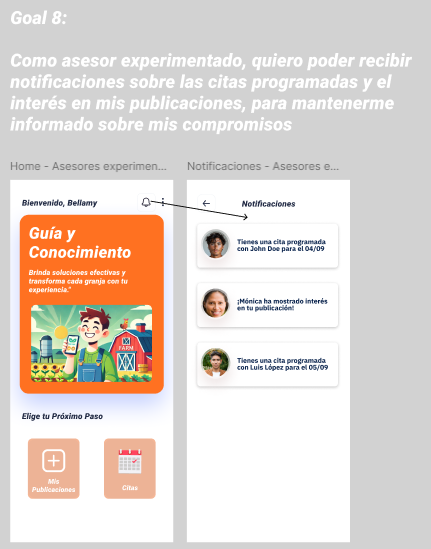 Goal 8:
Como asesor experimentado, quiero poder recibir
notificaciones sobre las citas programadas y el
interés en mis publicaciones, para mantenerme
informado sobre mis compromisos
Home - Asesores experimen...
Notificaciones - Asesores e...
Bienvenido, Bellamy
Guía y
Conocimiento
Brinda soluciones efectivas y
transforma cada granja con tu
experiencia."
FARM
Elige tu Próximo Paso
Mis
Publicaciones
Citas
Notificaciones
Tienes una cita programada
con John Doe para el 04/09
¡Mónica ha mostrado interés
en tu publicación!
Tienes una cita programada
con Luis López para el 05/09